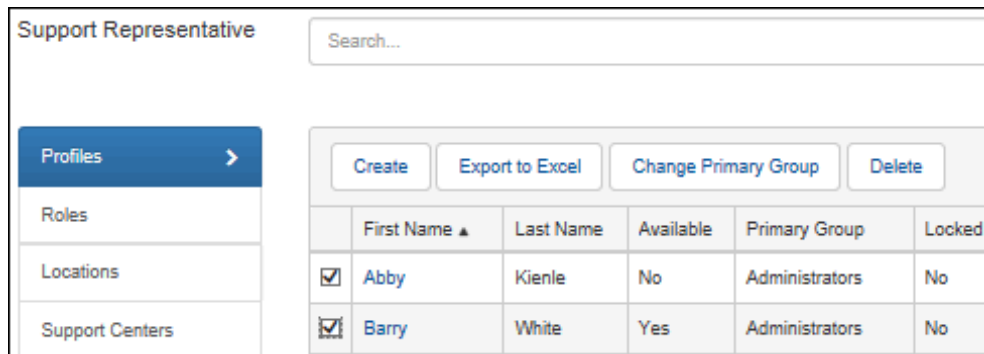 Support Representative
Search...
Profiles
Create Export to Excel Change Primary Group Delete
Roles
First Name ▲ Last Name Available Primary Group Locked
Locations
Abby Kienle No Administrators No
Support Centers
Barry White Yes Administrators No